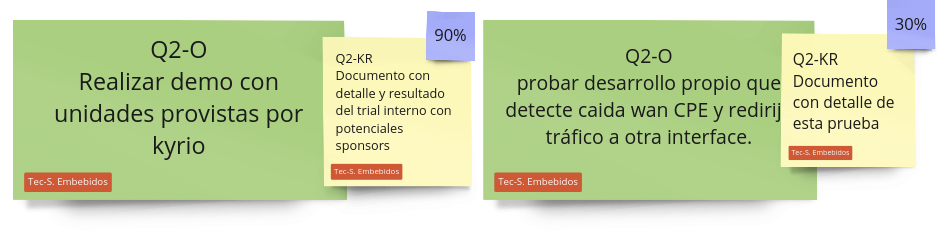 Q2-O
Realizar demo con
unidades provistas por
kyrio
Tec-S. Embebidos
90%
Q2-KR
Documento con
detalle y resultado
del trial interno con
potenciales
sponsors
Tec-S. Embebidos
Q2-O
probar desarrollo propio que
detecte caida wan CPE y redirij
tráfico a otra interface.
Tec-S. Embebidos
30%
Q2-KR
Documento
con detalle de
esta prueba
Tec-S. Embebidos